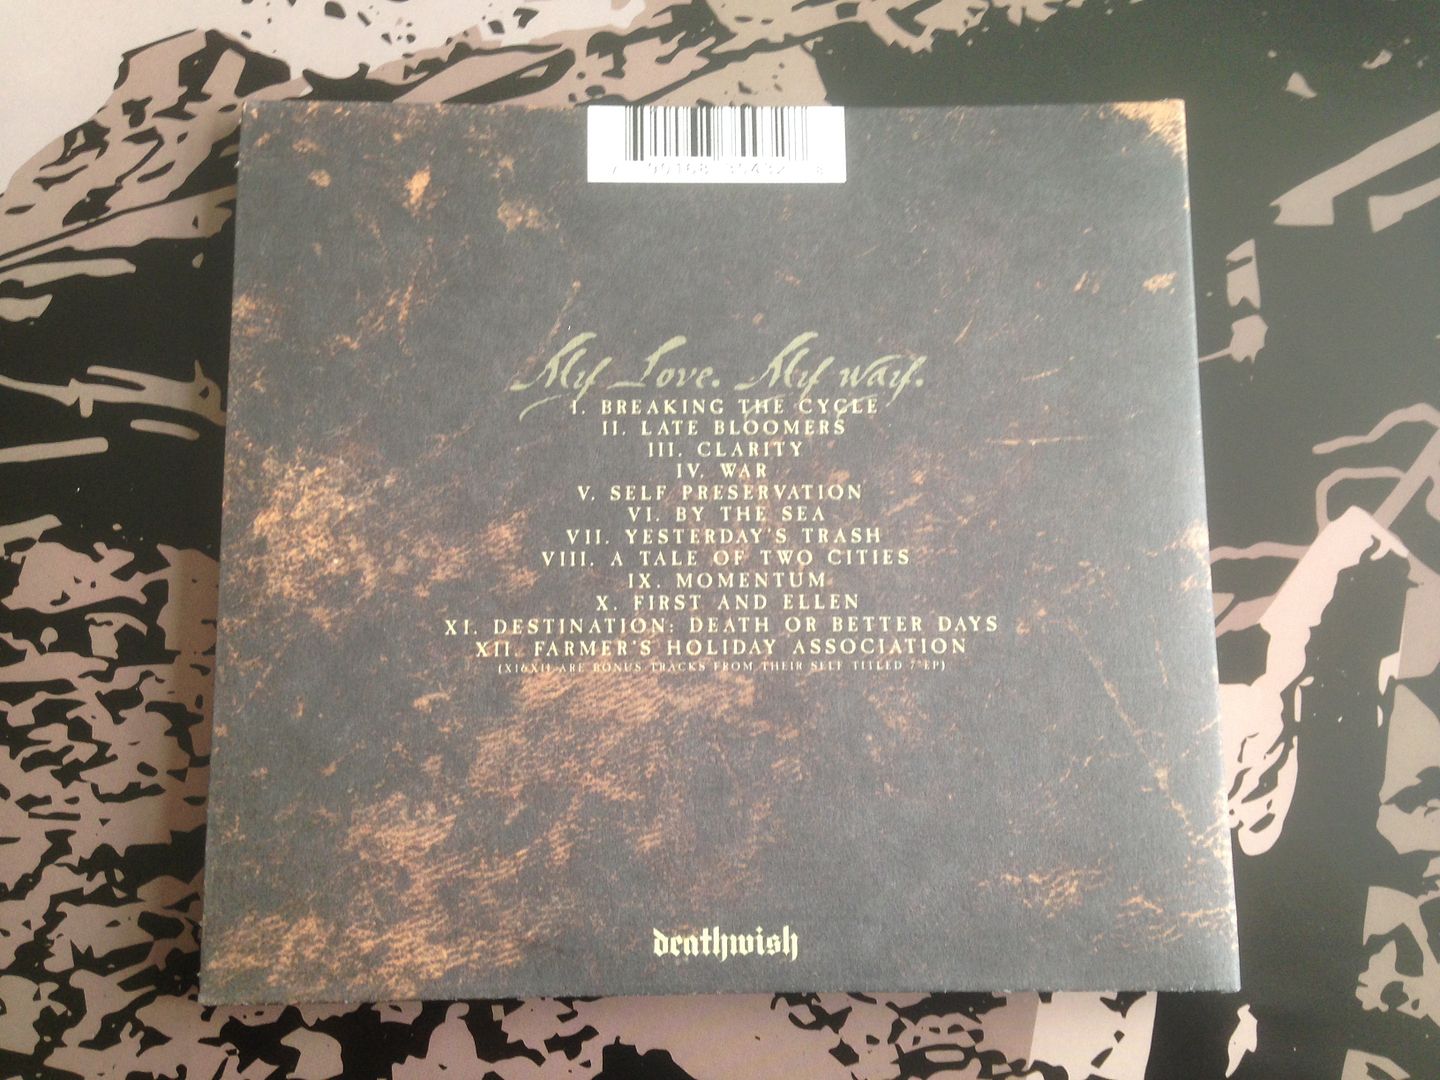 My Love. My Way.
I. BREAKING THE CYCLE
II. LATE BLOOMERS
III. CLARITY
IV. WAR
V. SELF PRESERVATION
VI. BY THE SEA
VII. YESTERDAY'S TRASH
VIII. A TALE OF TWO CITIES
IX. MOMENTUM
X. FIRST AND ELLEN
XI. DESTINATION: DEATH OR BETTER DAYS
XII. FARMER'S HOLIDAY ASSOCIATION
(XI&XII ARE BONUS TRACKS FROM THEIR SELF TITLED 7" EP)
deathwish